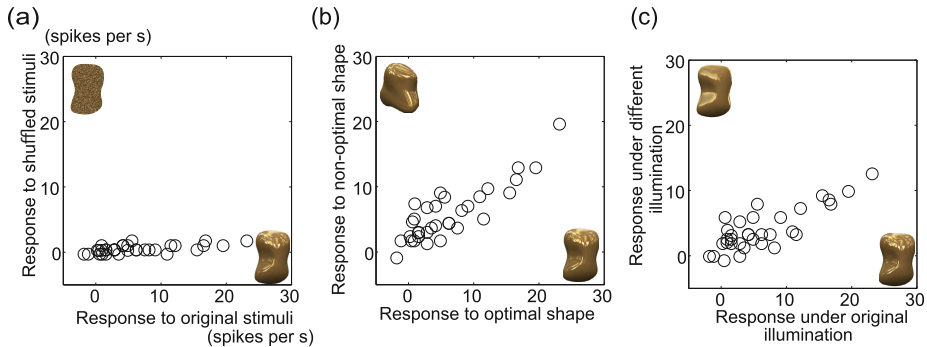 (a)
(spikes per s)
Response to shuffled stimuli
30
20
10
0
0 10 20 30
Response to original stimuli
(spikes per s)
(b)
Response to non-optimal shape
30
20
10
0
0 10 20 30
Response to optimal shape
(c)
Response under different
illumination
30
20
10
0
0 10 20 30
Response under original
illumination